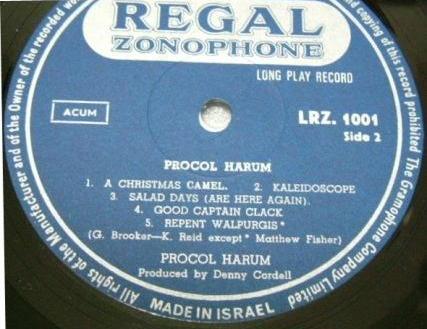 REGAL
ZONOPHONE
LONG PLAY RECORD
ACUM
LRZ. 1001
Side 2
PROCOL HARUM
1. A CHRISTMAS CAMEL. 2. KALEIDOSCOPE
3. SALAD DAYS (ARE HERE AGAIN).
4. GOOD CAPTAIN CLACK
5. REPENT WALPURGIS*
(G. Brooker—K. Reid except* Matthew Fisher)
PROCOL HARUM
Produced by Denny Cordell
MADE IN ISRAEL
copying of this record prohibited The Gramophone Company Limited All rights of the Manufacturer and of the Owner of the recorded